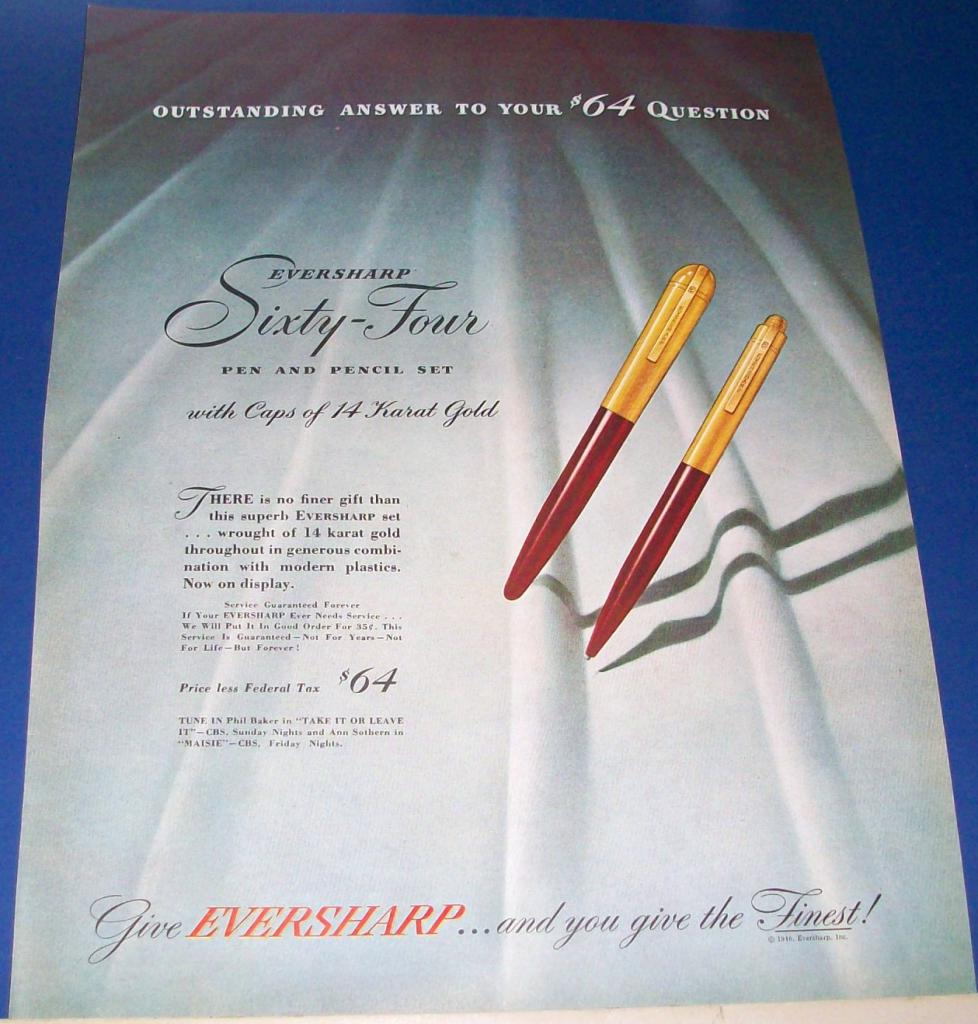 OUTSTANDING ANSWER TO YOUR $64 QUESTION
EVERSHARP
Sixty-Four
PEN AND PENCIL SET
with Caps of 14 Karat Gold
THERE is no finer gift than
this superb EVERSHARP set
. . . wrought of 14 karat gold
throughout in generous combi-
nation with modern plastics.
Now on display.
Service Guaranteed Forever
If Your EVERSHARP Ever Needs Service . . .
We Will Put It In Good Order For 35¢. This
Service Is Guaranteed—Not For Years—Not
For Life—But Forever!
Price less Federal Tax $64
TUNE IN Phil Baker in "TAKE IT OR LEAVE
IT"—CBS, Sunday Nights and Ann Sothern in
"MAISIE"—CBS, Friday Nights.
Give EVERSHARP...and you give the Finest!
© 1946, Eversharp, Inc.